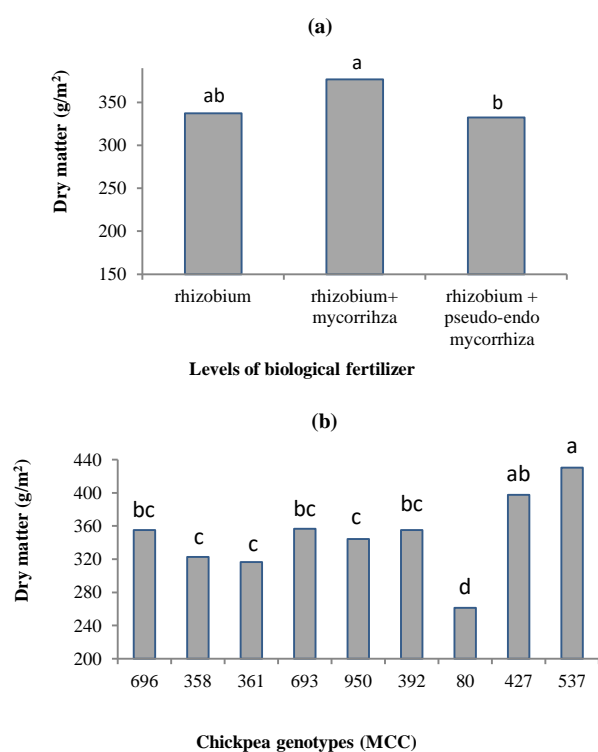 (a)
Dry matter (g/m²)
350
300
250
200
150
ab
a
b
rhizobium
rhizobium+
mycorrihza
rhizobium +
pseudo-endo
mycorrhiza
Levels of biological fertilizer
(b)
Dry matter (g/m²)
440
400
360
320
280
240
200
bc
c
c
bc
c
bc
d
ab
a
696 358 361 693 950 392 80 427 537
Chickpea genotypes (MCC)